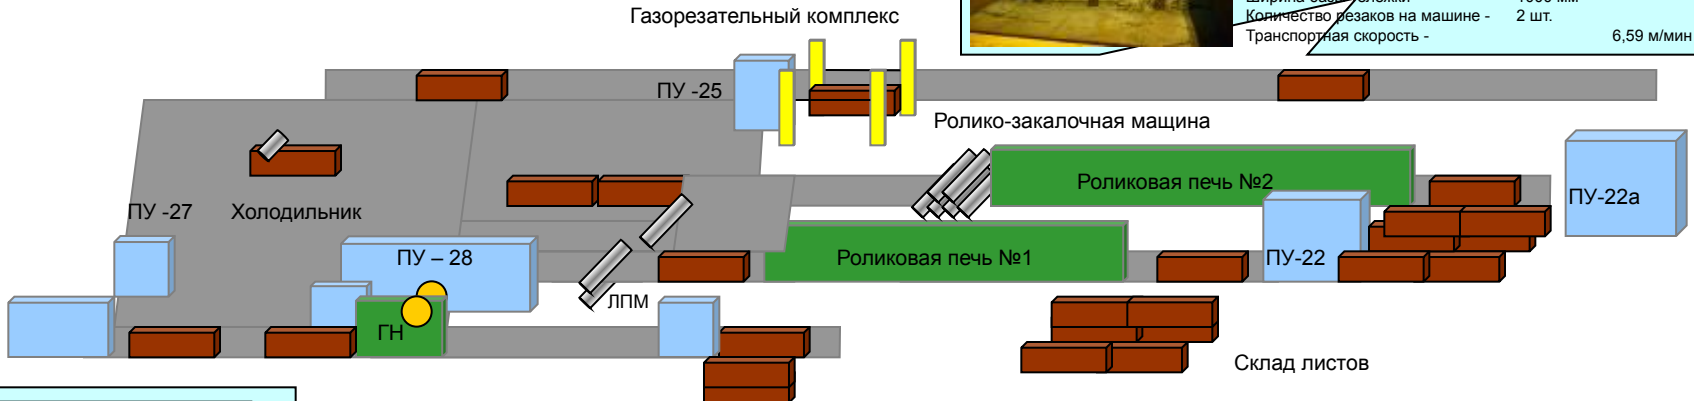 Количество резаков на машине - 2 шт.
Транспортная скорость - 6,59 м/мин
Газорезательный комплекс
ПУ -25
Ролико-закалочная мащина
Роликовая печь №2
ПУ-22а
ПУ -27
Холодильник
ПУ – 28
Роликовая печь №1
ПУ-22
ЛПМ
ГН
Склад листов